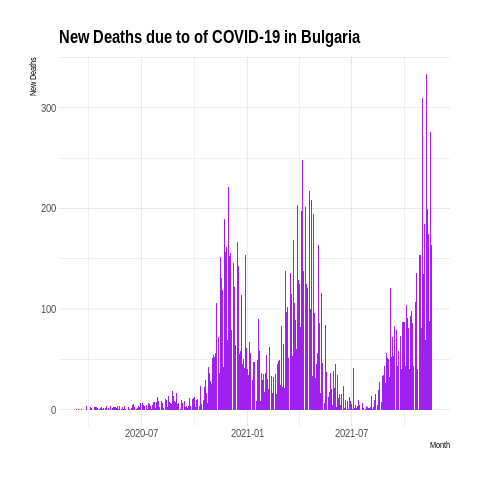 New Deaths due to of COVID-19 in Bulgaria
New Deaths
300
200
100
0
2020-07
2021-01
2021-07
Month